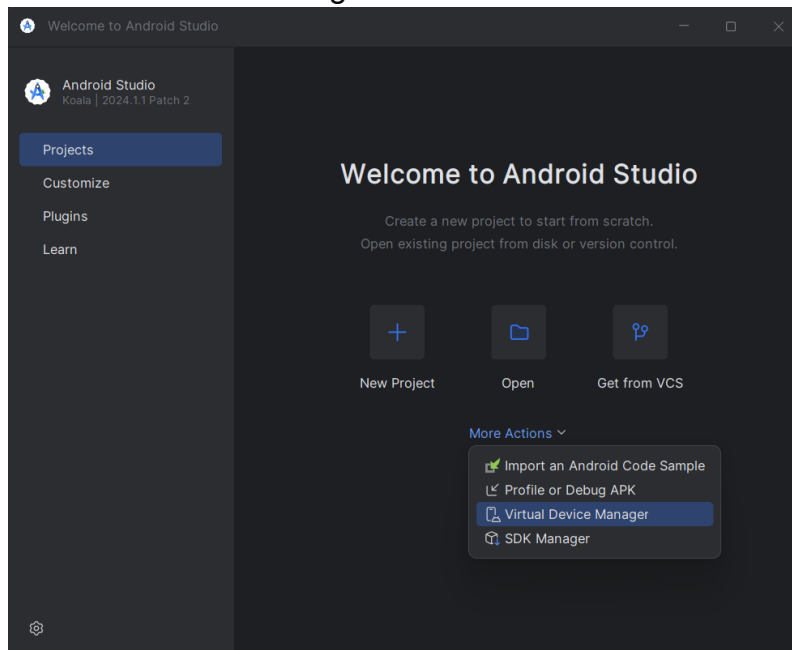 Welcome to Android Studio
Android Studio
Koala | 2024.1.1 Patch 2
Projects
Customize
Plugins
Learn
Welcome to Android Studio
Create a new project to start from scratch.
Open existing project from disk or version control.
New Project
Open
Get from VCS
More Actions
Import an Android Code Sample
Profile or Debug APK
Virtual Device Manager
SDK Manager